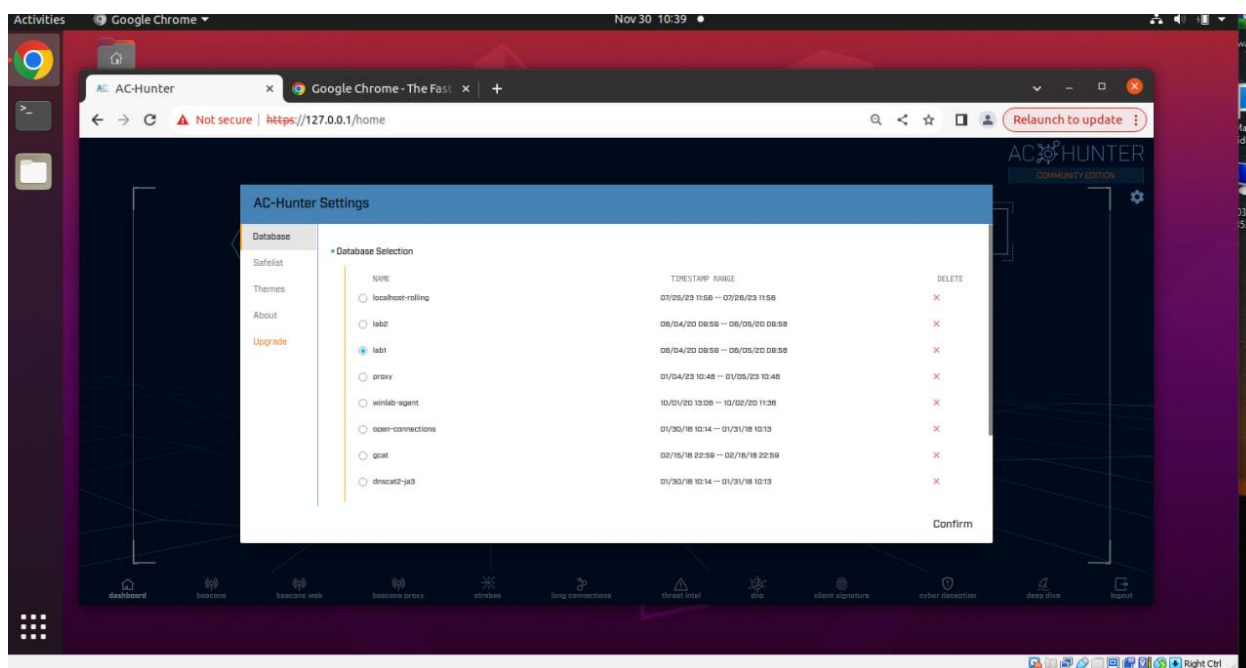 Activities Google Chrome Nov 30 10:39
AC-Hunter Google Chrome - The Fast
Not secure https://127.0.0.1/home Relaunch to update
AC HUNTER
COMMUNITY EDITION
AC-Hunter Settings
Database
Safelist
Themes
About
Upgrade
Database Selection
NAME TIMESTAMP RANGE DELETE
localhost-rolling 07/25/23 11:56 — 07/26/23 11:56
lab2 08/04/20 09:59 — 08/05/20 09:58
lab1 08/04/20 09:59 — 08/05/20 09:58
proxy 01/04/23 10:48 — 01/05/23 10:48
winlab-agent 10/01/20 13:08 — 10/02/20 11:36
open-connections 01/30/18 10:14 — 01/31/18 10:13
gcat 02/15/18 22:59 — 02/16/18 22:59
dnscat2-ja3 01/30/18 10:14 — 01/31/18 10:13
Confirm
dashboard beacons beacons web beacons proxy strobes long connections threat intel dns client signature cyber deception deep dive logout
Right Ctrl